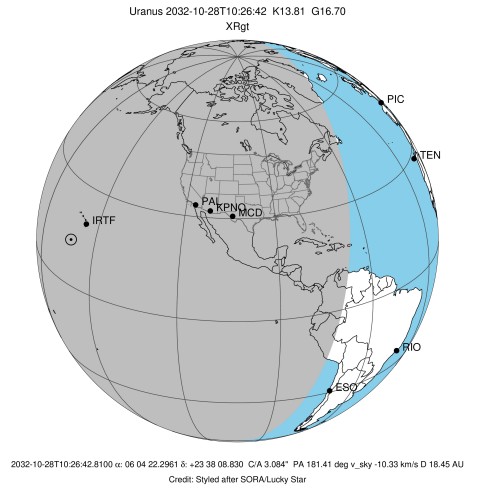 Uranus 2032-10-28T10:26:42 K13.81 G16.70
XRgt
PIC
TEN
PAL
KPNO
MCD
IRTF
RIO
ESO
2032-10-28T10:26:42.8100 α: 06 04 22.2961 δ: +23 38 08.830 C/A 3.084" PA 181.41 deg v_sky -10.33 km/s D 18.45 AU
Credit: Styled after SORA/Lucky Star